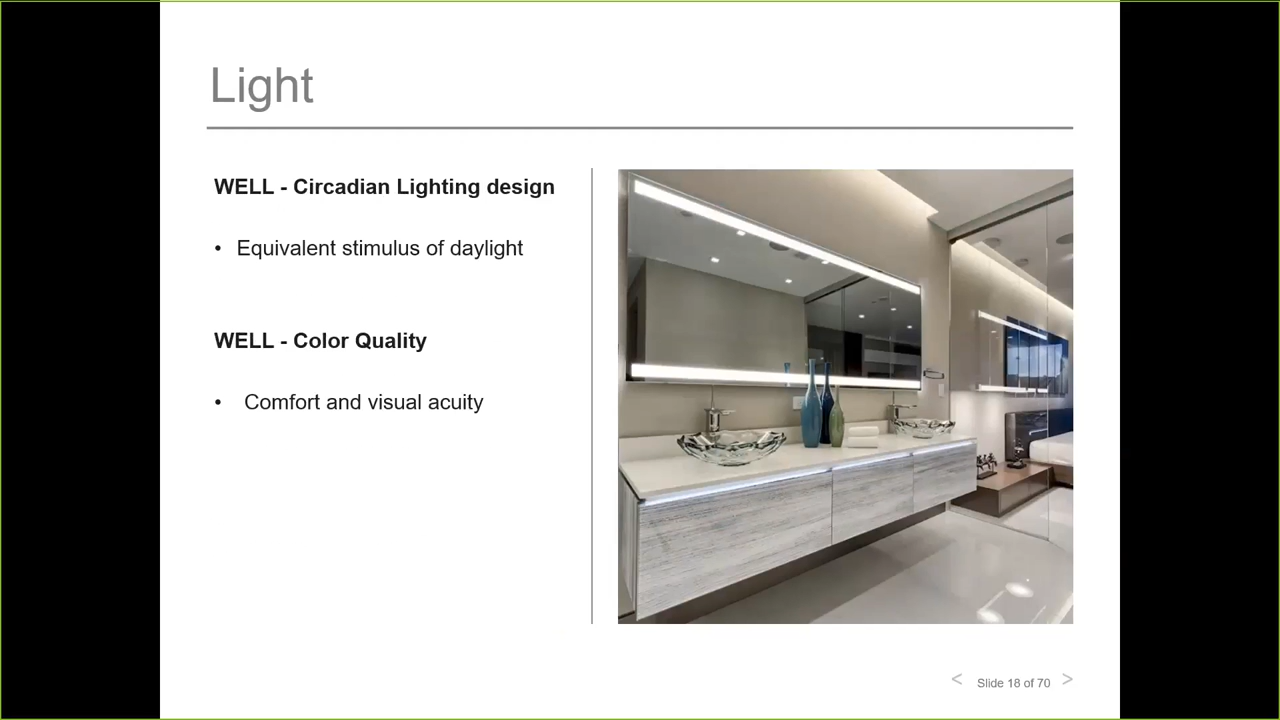 Light
WELL - Circadian Lighting design
• Equivalent stimulus of daylight
WELL - Color Quality
• Comfort and visual acuity
< Slide 18 of 70 >